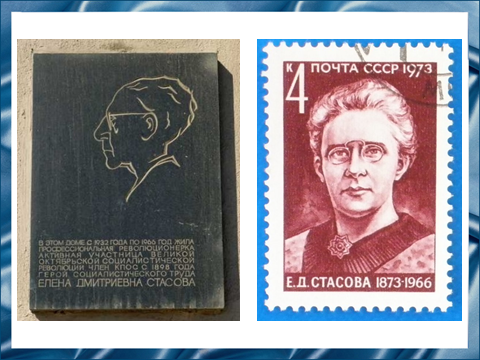 В ЭТОМ ДОМЕ С 1932 ГОДА ПО 1966 ГОД ЖИЛА
ПРОФЕССИОНАЛЬНАЯ РЕВОЛЮЦИОНЕРКА
АКТИВНАЯ УЧАСТНИЦА ВЕЛИКОЙ
ОКТЯБРЬСКОЙ СОЦИАЛИСТИЧЕСКОЙ
РЕВОЛЮЦИИ ЧЛЕН КПСС С 1898 ГОДА
ГЕРОЙ СОЦИАЛИСТИЧЕСКОГО ТРУДА
ЕЛЕНА ДМИТРИЕВНА СТАСОВА
ПОЧТА СССР 1973
4 К
Е.Д. СТАСОВА 1873-1966